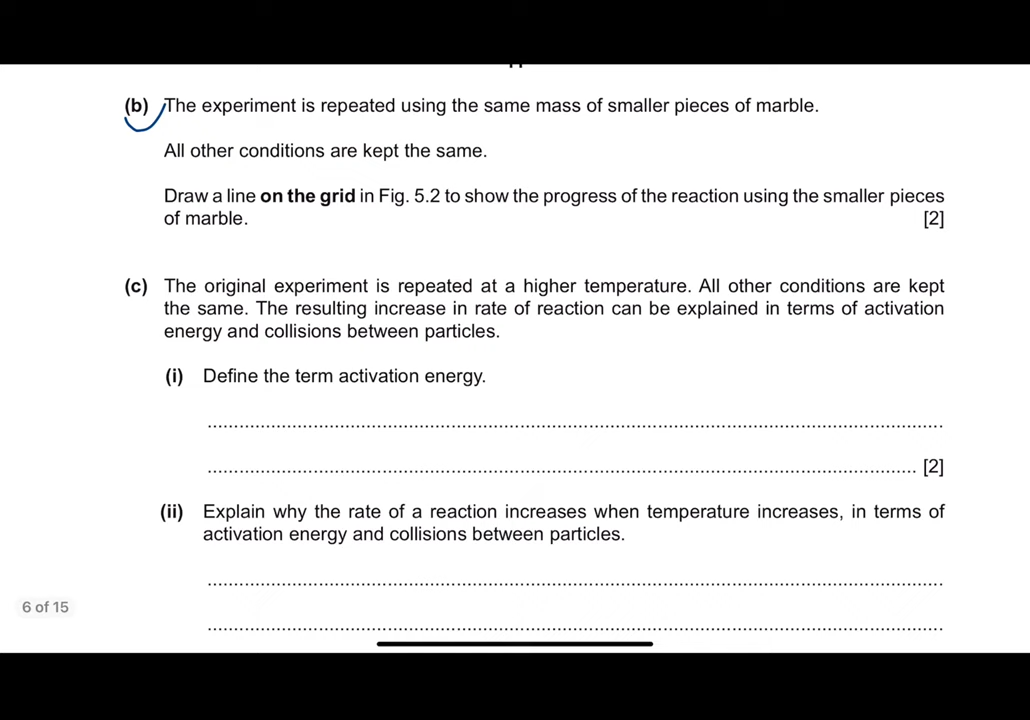 (b) The experiment is repeated using the same mass of smaller pieces of marble.
All other conditions are kept the same.
Draw a line on the grid in Fig. 5.2 to show the progress of the reaction using the smaller pieces
of marble. [2]
(c) The original experiment is repeated at a higher temperature. All other conditions are kept
the same. The resulting increase in rate of reaction can be explained in terms of activation
energy and collisions between particles.
(i) Define the term activation energy.
[2]
(ii) Explain why the rate of a reaction increases when temperature increases, in terms of
activation energy and collisions between particles.
6 of 15